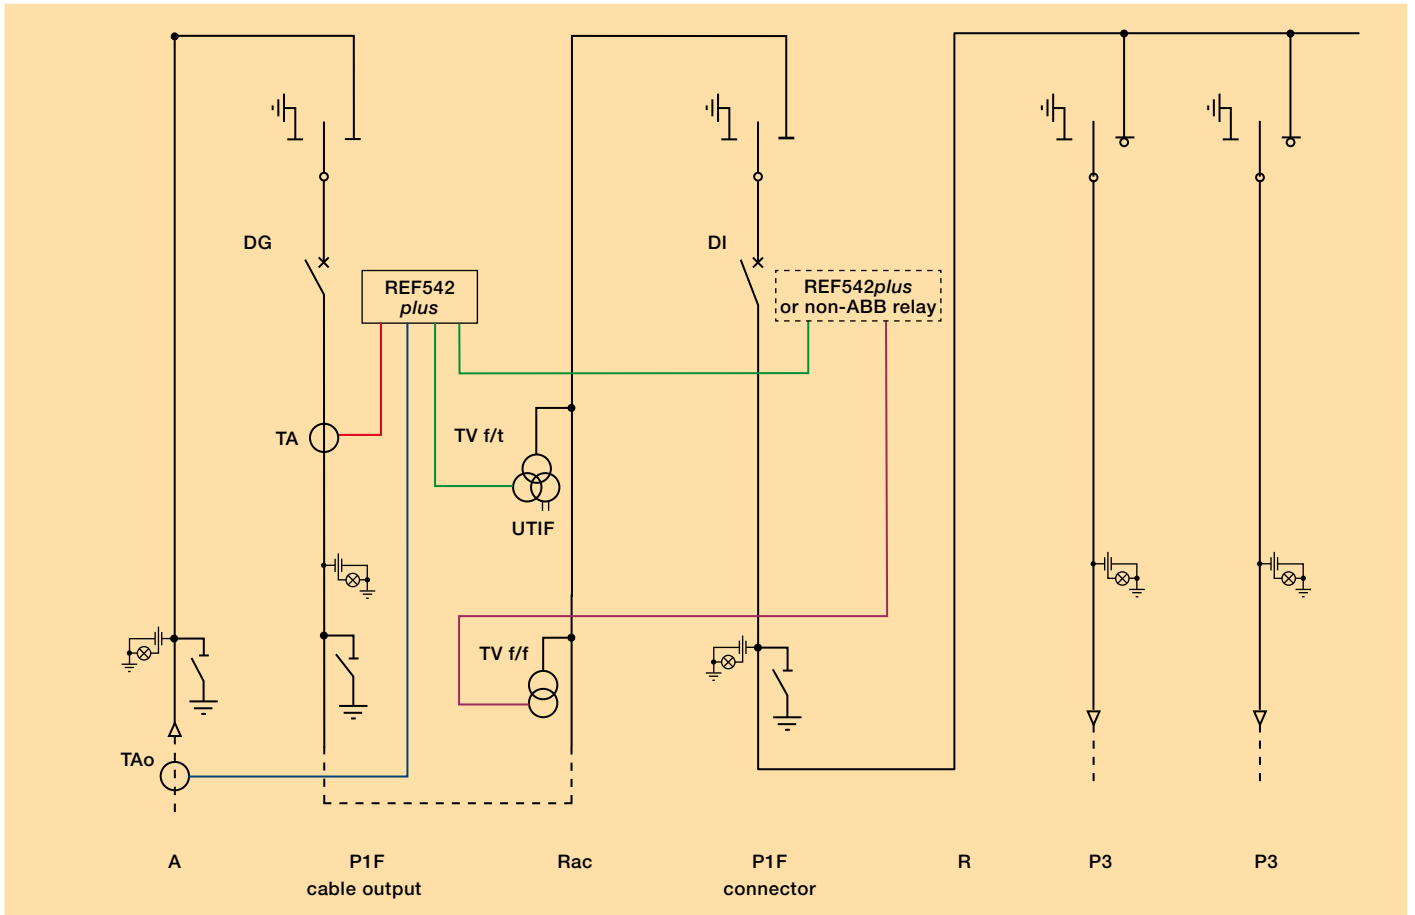 DG
DI
REF542
plus
REF542plus
or non-ABB relay
TA
TV f/t
UTIF
TV f/f
TAo
A
P1F
cable output
Rac
P1F
connector
R
P3
P3